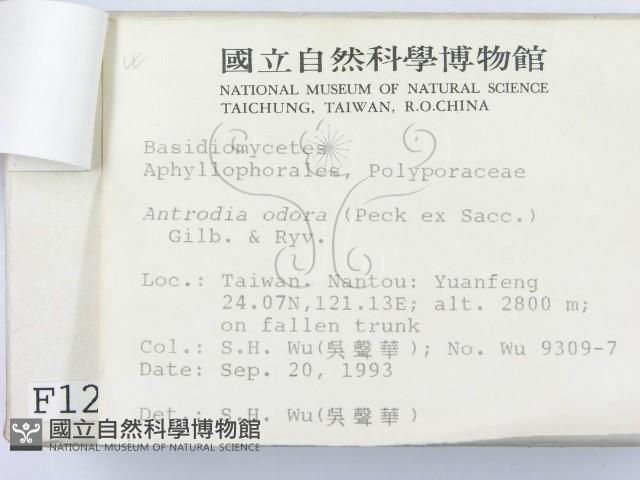 國立自然科學博物館
NATIONAL MUSEUM OF NATURAL SCIENCE
TAICHUNG, TAIWAN, R.O.CHINA
Basidiomycetes
Aphyllophorales, Polyporaceae
Antrodia odora (Peck ex Sacc.)
Gilb. & Ryv.
Loc.: Taiwan. Nantou: Yuanfeng
24.07N,121.13E; alt. 2800 m;
on fallen trunk
Col.: S.H. Wu(吳聲華); No. Wu 9309-7
Date: Sep. 20, 1993
Det.: S.H. Wu(吳聲華)
F12
國立自然科學博物館
NATIONAL MUSEUM OF NATURAL SCIENCE